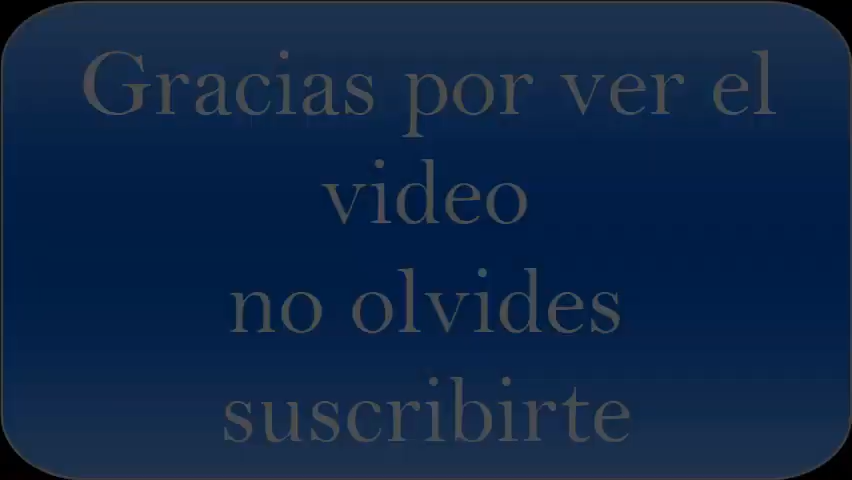 Gracias por ver el
video
no olvides
suscribirte